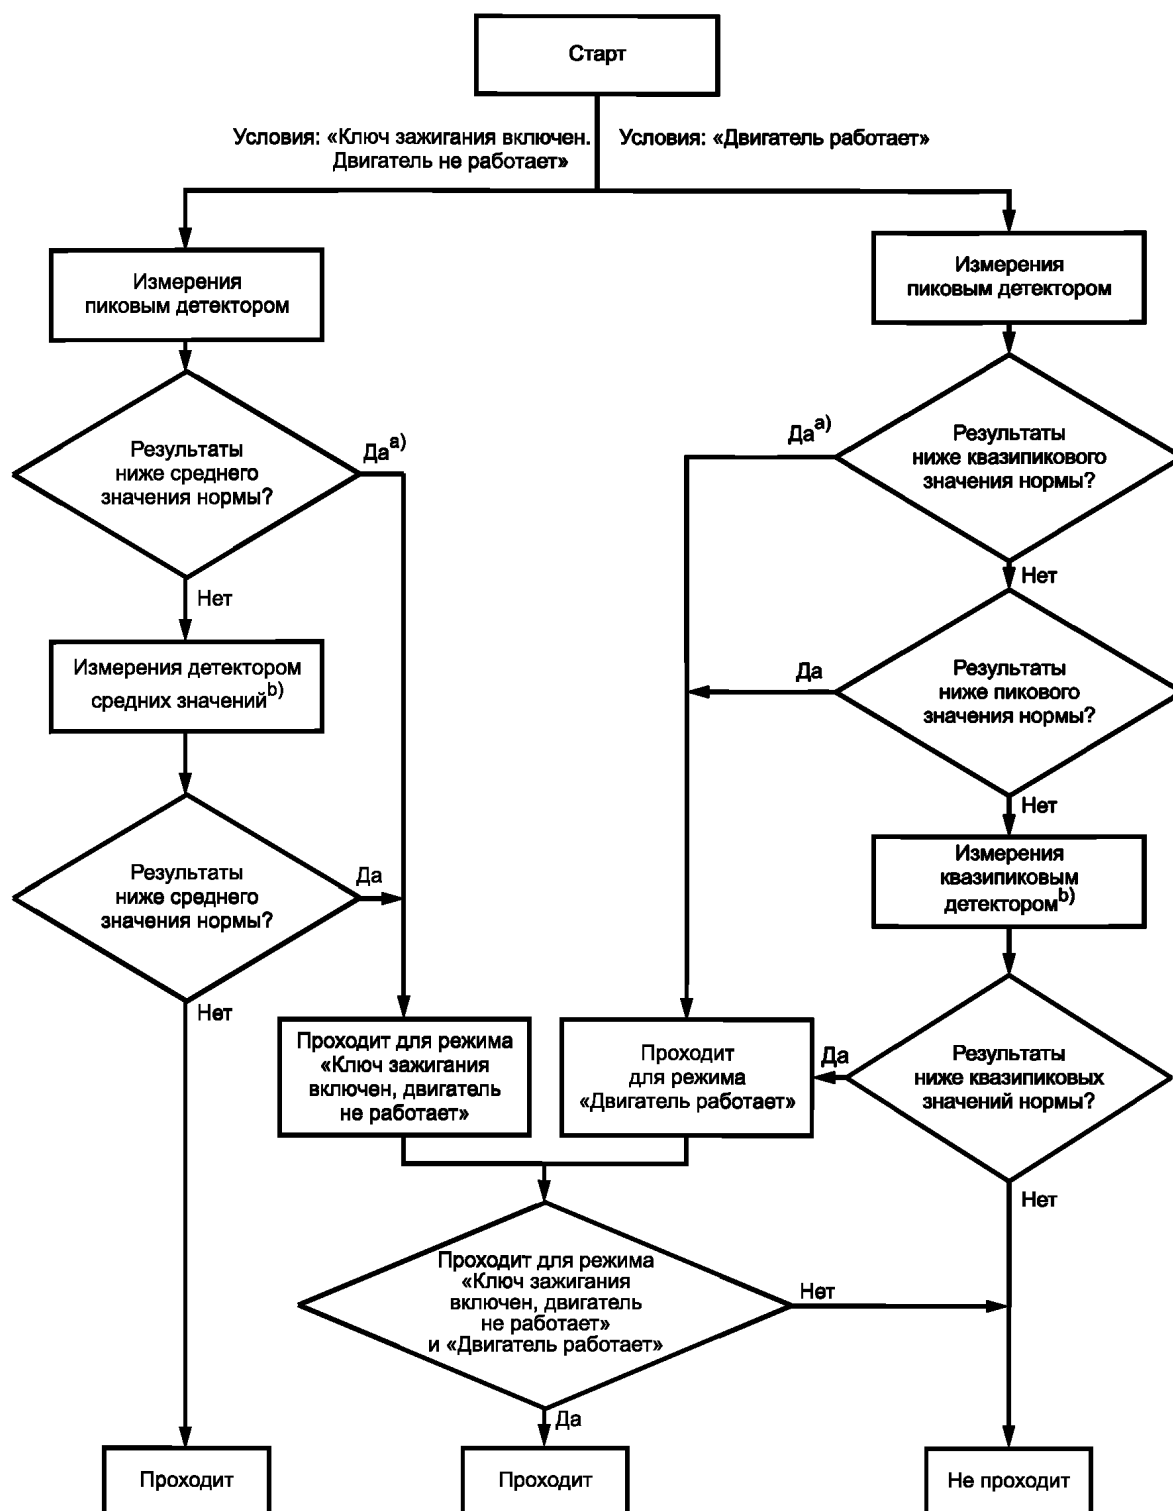 Старт
Условия: «Ключ зажигания включен.
Двигатель не работает»
Условия: «Двигатель работает»
Измерения
пиковым детектором
Измерения
пиковым детектором
Результаты
ниже среднего
значения нормы?
Да a)
Да a)
Результаты
ниже квазипикового
значения нормы?
Нет
Нет
Измерения детектором
средних значений b)
Да
Результаты
ниже пикового
значения нормы?
Нет
Результаты
ниже среднего
значения нормы?
Да
Измерения
квазипиковым
детектором b)
Нет
Проходит для режима
«Ключ зажигания
включен, двигатель
не работает»
Проходит
для режима
«Двигатель работает»
Да
Результаты
ниже квазипиковых
значений нормы?
Нет
Проходит для режима
«Ключ зажигания
включен, двигатель
не работает»
и «Двигатель работает»
Нет
Да
Проходит
Проходит
Не проходит